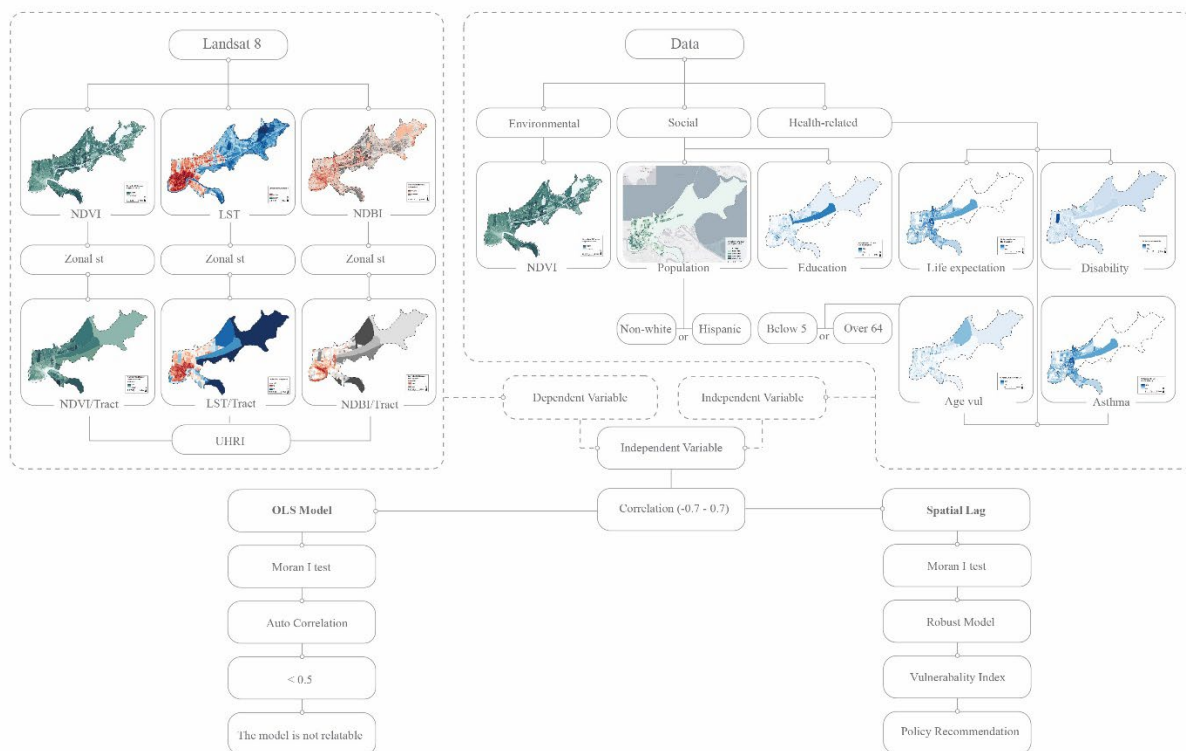 Landsat 8
NDVI
LST
NDBI
Zonal st
Zonal st
Zonal st
NDVI/Tract
LST/Tract
NDBI/Tract
UHRI
Data
Environmental
Social
Health-related
NDVI
Population
Education
Life expectation
Disability
Non-white
or
Hispanic
Below 5
or
Over 64
Age vul
Asthma
Dependent Variable
Independent Variable
Independent Variable
Correlation (-0.7 - 0.7)
OLS Model
Moran I test
Auto Correlation
< 0.5
The model is not relatable
Spatial Lag
Moran I test
Robust Model
Vulnerabality Index
Policy Recommendation